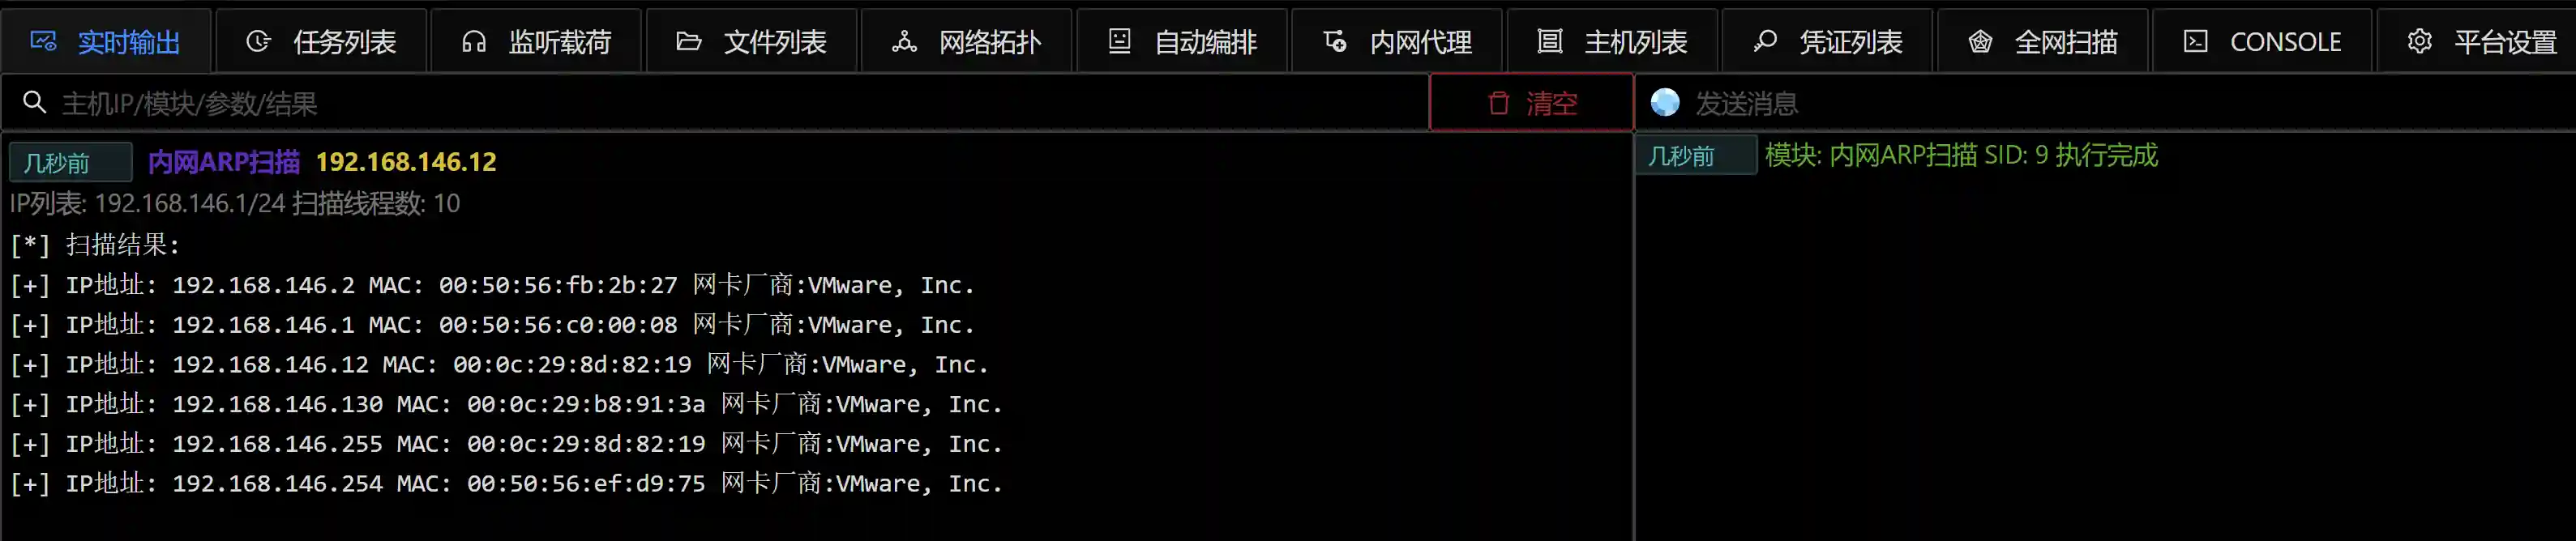 实时输出 任务列表 监听载荷 文件列表 网络拓扑 自动编排 内网代理 主机列表 凭证列表 全网扫描 CONSOLE 平台设置
主机IP/模块/参数/结果 清空 发送消息
几秒前 内网ARP扫描 192.168.146.12
IP列表: 192.168.146.1/24 扫描线程数: 10
[*] 扫描结果:
[+] IP地址: 192.168.146.2 MAC: 00:50:56:fb:2b:27 网卡厂商:VMware, Inc.
[+] IP地址: 192.168.146.1 MAC: 00:50:56:c0:00:08 网卡厂商:VMware, Inc.
[+] IP地址: 192.168.146.12 MAC: 00:0c:29:8d:82:19 网卡厂商:VMware, Inc.
[+] IP地址: 192.168.146.130 MAC: 00:0c:29:b8:91:3a 网卡厂商:VMware, Inc.
[+] IP地址: 192.168.146.255 MAC: 00:0c:29:8d:82:19 网卡厂商:VMware, Inc.
[+] IP地址: 192.168.146.254 MAC: 00:50:56:ef:d9:75 网卡厂商:VMware, Inc.
几秒前 模块: 内网ARP扫描 SID: 9 执行完成